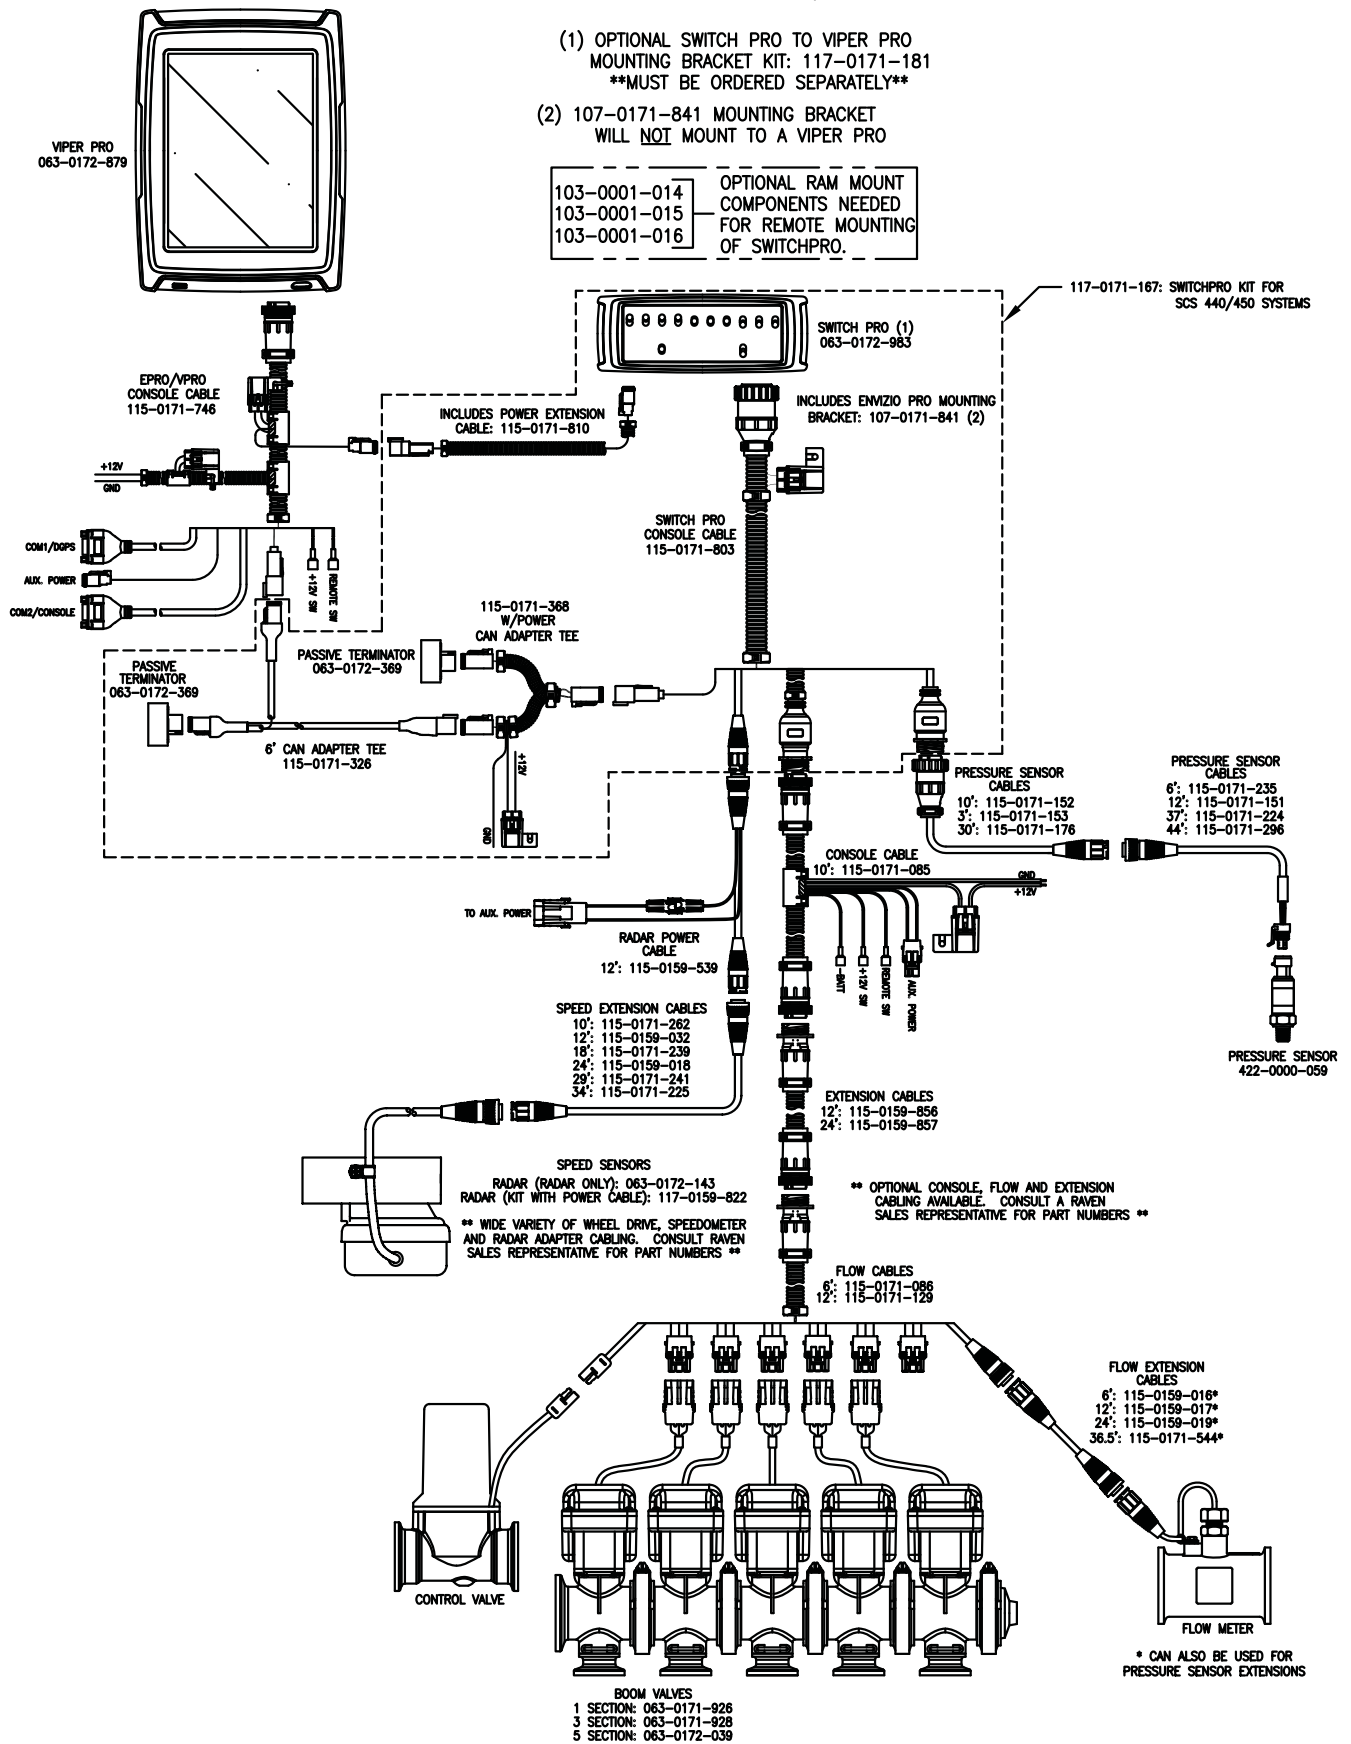 (1) OPTIONAL SWITCH PRO TO VIPER PRO
MOUNTING BRACKET KIT: 117-0171-181
**MUST BE ORDERED SEPARATELY**
(2) 107-0171-841 MOUNTING BRACKET
WILL NOT MOUNT TO A VIPER PRO
VIPER PRO
063-0172-879
103-0001-014
103-0001-015
103-0001-016
OPTIONAL RAM MOUNT
COMPONENTS NEEDED
FOR REMOTE MOUNTING
OF SWITCHPRO.
117-0171-167: SWITCHPRO KIT FOR
SCS 440/450 SYSTEMS
SWITCH PRO (1)
063-0172-983
EPRO/VPRO
CONSOLE CABLE
115-0171-746
INCLUDES POWER EXTENSION
CABLE: 115-0171-810
INCLUDES ENVIZIO PRO MOUNTING
BRACKET: 107-0171-841 (2)
+12V
GND
SWITCH PRO
CONSOLE CABLE
115-0171-803
COM1/DGPS
AUX. POWER
COM2/CONSOLE
+12V SW
REMOTE SW
115-0171-368
W/POWER
CAN ADAPTER TEE
PASSIVE TERMINATOR
063-0172-369
PASSIVE
TERMINATOR
063-0172-369
6' CAN ADAPTER TEE
115-0171-326
+12V
GND
PRESSURE SENSOR
CABLES
10': 115-0171-152
3': 115-0171-153
30': 115-0171-176
PRESSURE SENSOR
CABLES
6': 115-0171-235
12': 115-0171-151
37': 115-0171-224
44': 115-0171-296
CONSOLE CABLE
10': 115-0171-085
GND
+12V
TO AUX. POWER
RADAR POWER
CABLE
12': 115-0159-539
-BATT
+12V SW
REMOTE SW
AUX. POWER
SPEED EXTENSION CABLES
10': 115-0171-262
12': 115-0159-032
18': 115-0171-239
24': 115-0159-018
29': 115-0171-241
34': 115-0171-225
PRESSURE SENSOR
422-0000-059
EXTENSION CABLES
12': 115-0159-856
24': 115-0159-857
SPEED SENSORS
RADAR (RADAR ONLY): 063-0172-143
RADAR (KIT WITH POWER CABLE): 117-0159-822
** WIDE VARIETY OF WHEEL DRIVE, SPEEDOMETER
AND RADAR ADAPTER CABLING. CONSULT RAVEN
SALES REPRESENTATIVE FOR PART NUMBERS **
** OPTIONAL CONSOLE, FLOW AND EXTENSION
CABLING AVAILABLE. CONSULT A RAVEN
SALES REPRESENTATIVE FOR PART NUMBERS **
FLOW CABLES
6': 115-0171-086
12': 115-0171-129
FLOW EXTENSION
CABLES
6': 115-0159-016*
12': 115-0159-017*
24': 115-0159-019*
36.5': 115-0171-544*
CONTROL VALVE
FLOW METER
* CAN ALSO BE USED FOR
PRESSURE SENSOR EXTENSIONS
BOOM VALVES
1 SECTION: 063-0171-926
3 SECTION: 063-0171-928
5 SECTION: 063-0172-039